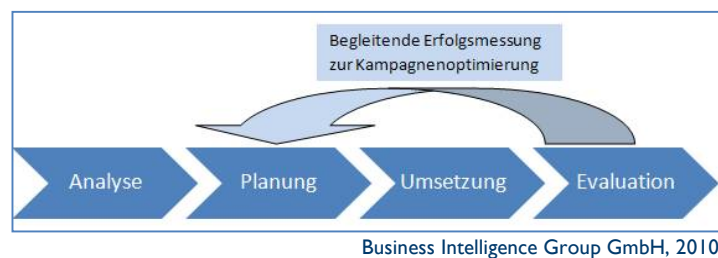 Begleitende Erfolgsmessung
zur Kampagnenoptimierung
Analyse
Planung
Umsetzung
Evaluation
Business Intelligence Group GmbH, 2010